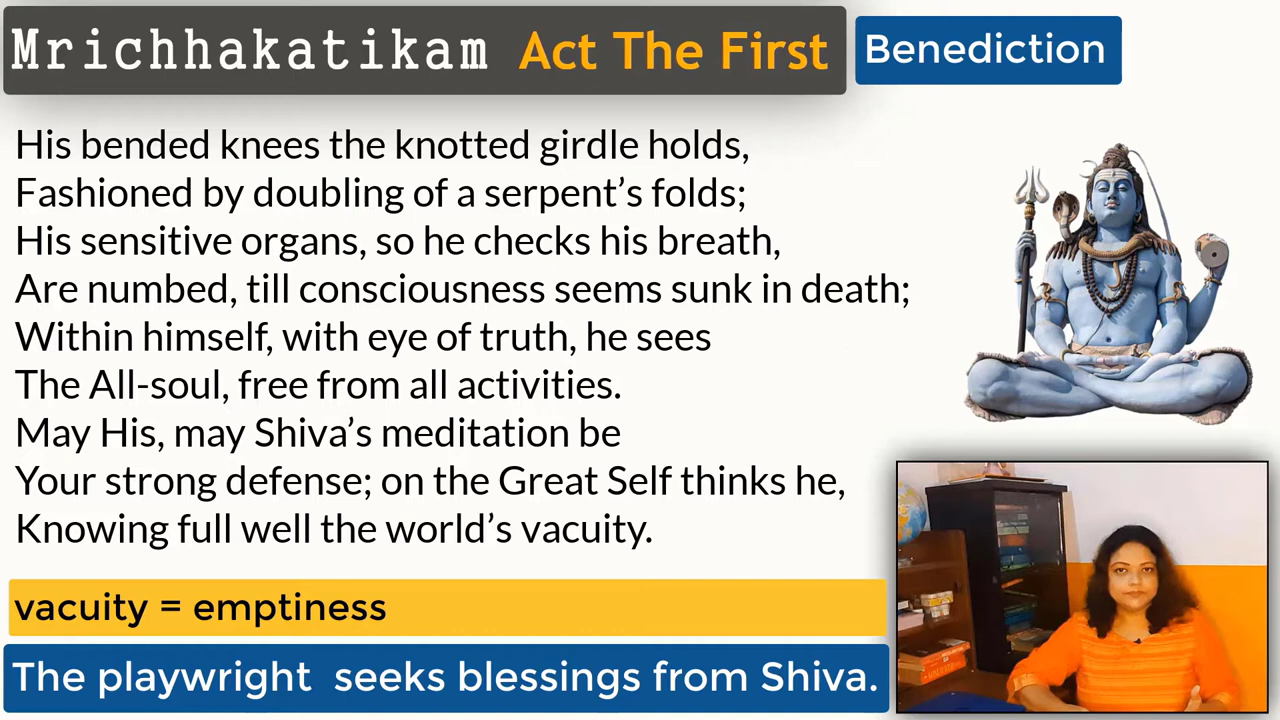 Mrichhakatikam Act The First
Benediction
His bended knees the knotted girdle holds,
Fashioned by doubling of a serpent’s folds;
His sensitive organs, so he checks his breath,
Are numbed, till consciousness seems sunk in death;
Within himself, with eye of truth, he sees
The All-soul, free from all activities.
May His, may Shiva’s meditation be
Your strong defense; on the Great Self thinks he,
Knowing full well the world’s vacuity.
vacuity = emptiness
The playwright  seeks blessings from Shiva.